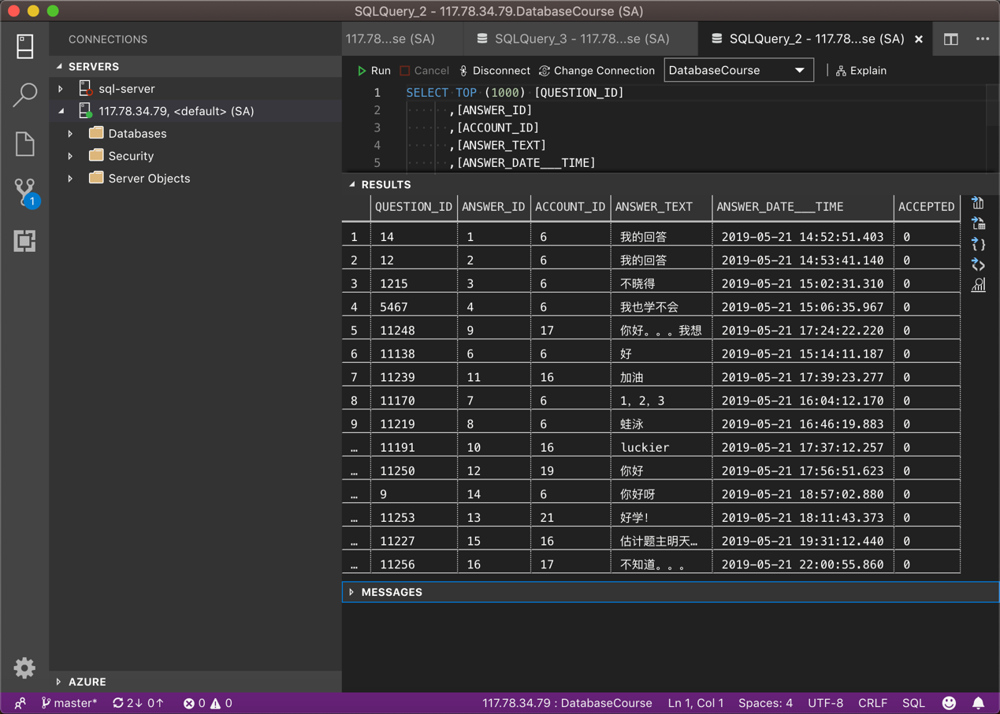 SQLQuery_2 - 117.78.34.79.DatabaseCourse (SA)
CONNECTIONS
SERVERS
sql-server
117.78.34.79, <default> (SA)
Databases
Security
Server Objects
AZURE
117.78...se (SA)
SQLQuery_3 - 117.78...se (SA)
SQLQuery_2 - 117.78...se (SA)
Run Cancel Disconnect Change Connection DatabaseCourse Explain
1 SELECT TOP (1000) [QUESTION_ID]
2 ,[ANSWER_ID]
3 ,[ACCOUNT_ID]
4 ,[ANSWER_TEXT]
5 ,[ANSWER_DATE___TIME]
RESULTS
QUESTION_ID ANSWER_ID ACCOUNT_ID ANSWER_TEXT ANSWER_DATE___TIME ACCEPTED
1 14 1 6 我的回答 2019-05-21 14:52:51.403 0
2 12 2 6 我的回答 2019-05-21 14:53:41.140 0
3 1215 3 6 不晓得 2019-05-21 15:02:31.310 0
4 5467 4 6 我也学不会 2019-05-21 15:06:35.967 0
5 11248 9 17 你好。。。我想 2019-05-21 17:24:22.220 0
6 11138 6 6 好 2019-05-21 15:14:11.187 0
7 11239 11 16 加油 2019-05-21 17:39:23.277 0
8 11170 7 6 1，2，3 2019-05-21 16:04:12.170 0
9 11219 8 6 蛙泳 2019-05-21 16:46:19.883 0
… 11191 10 16 luckier 2019-05-21 17:37:12.257 0
… 11250 12 19 你好 2019-05-21 17:56:51.623 0
… 9 14 6 你好呀 2019-05-21 18:57:02.880 0
… 11253 13 21 好学！ 2019-05-21 18:11:43.373 0
… 11227 15 16 估计题主明天… 2019-05-21 19:31:12.440 0
… 11256 16 17 不知道。。。 2019-05-21 22:00:55.860 0
MESSAGES
1
master* 2↓ 0↑ 0 0 117.78.34.79 : DatabaseCourse Ln 1, Col 1 Spaces: 4 UTF-8 CRLF SQL